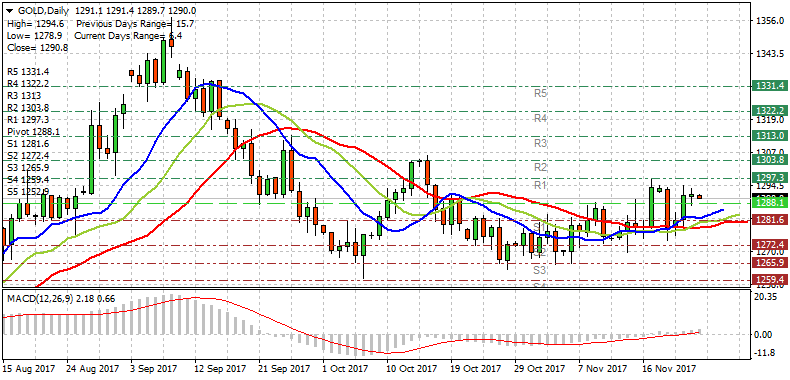 GOLD,Daily 1291.1 1291.4 1289.7 1290.0
High= 1294.6 Previous Days Range= 15.7
Low= 1278.9 Current Days Range= 6.4
Close= 1290.8
R5 1331.4
R4 1322.2
R3 1313
R2 1303.8
R1 1297.3
Pivot 1288.1
S1 1281.6
S2 1272.4
S3 1265.9
S4 1259.4
S5 1252.9
R5
R4
R3
R2
R1
S1
S2
S3
S4
1356.0
1343.5
1331.4
1322.2
1319.0
1313.0
1307.0
1303.8
1297.3
1294.5
1288.1
1281.6
1272.4
1270.0
1265.9
1259.4
MACD(12,26,9) 2.18 0.66
20.35
0.00
-11.8
15 Aug 2017
24 Aug 2017
3 Sep 2017
12 Sep 2017
21 Sep 2017
1 Oct 2017
10 Oct 2017
19 Oct 2017
29 Oct 2017
7 Nov 2017
16 Nov 2017